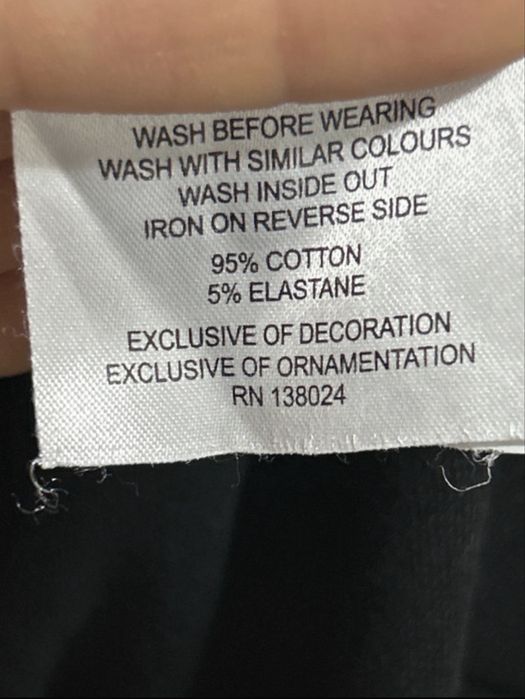 WASH BEFORE WEARING
WASH WITH SIMILAR COLOURS
WASH INSIDE OUT
IRON ON REVERSE SIDE
95% COTTON
5% ELASTANE
EXCLUSIVE OF DECORATION
EXCLUSIVE OF ORNAMENTATION
RN 138024